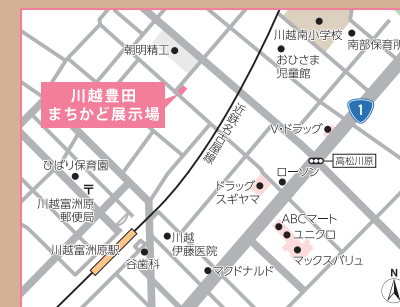 川越南小学校
南部保育所
朝明精工
おひさま
児童館
川越豊田
まちかど展示場
近鉄名古屋線
1
V・ドラッグ
高松川原
ひばり保育園
ローソン
ドラッグ
スギヤマ
〒
川越富洲原
郵便局
ABCマート
ユニクロ
川越
伊藤医院
川越富洲原駅
谷歯科
マックスバリュ
マクドナルド
N